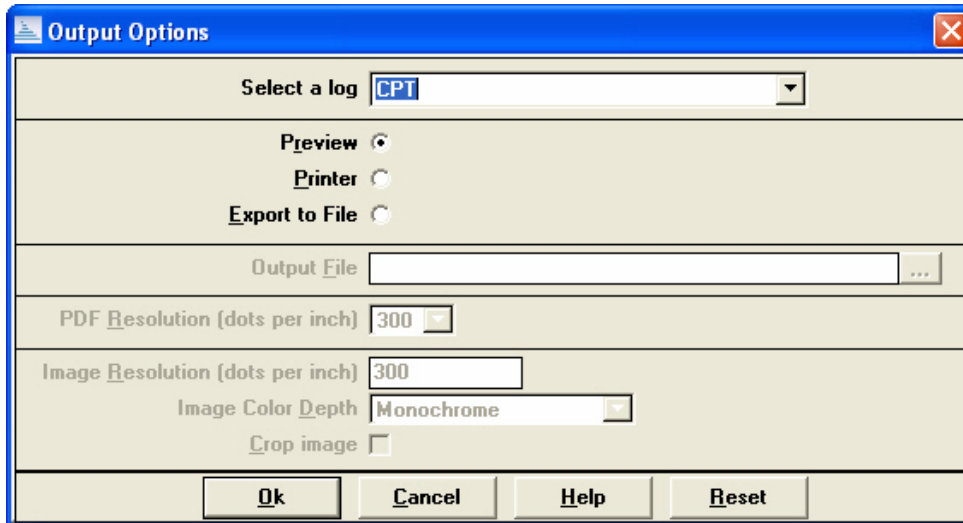 Output Options
Select a log CPT
Preview
Printer
Export to File
Output File ...
PDF Resolution (dots per inch) 300
Image Resolution (dots per inch) 300
Image Color Depth Monochrome
Crop image
Ok Cancel Help Reset